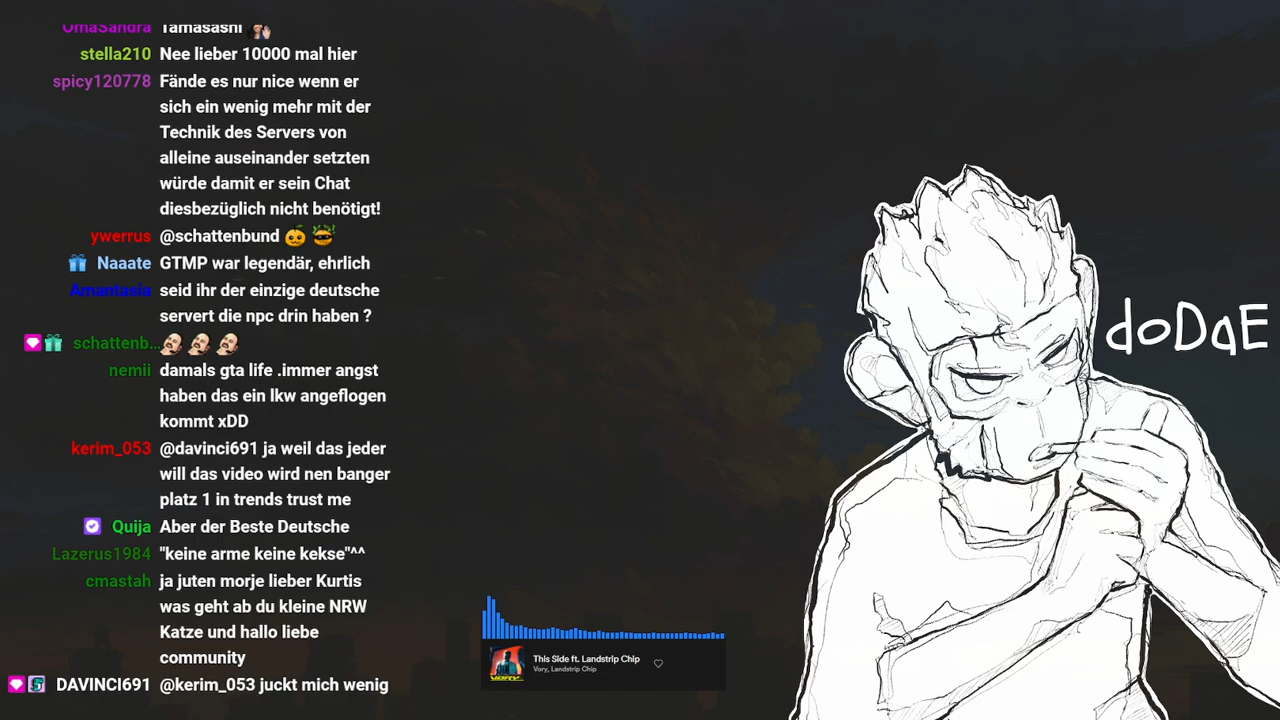 OmaSandra Tamasashi
stella210 Nee lieber 10000 mal hier
spicy120778 Fände es nur nice wenn er
sich ein wenig mehr mit der
Technik des Servers von
alleine auseinander setzten
würde damit er sein Chat
diesbezüglich nicht benötigt!
ywerrus @schattenbund
Naaate GTMP war legendär, ehrlich
Amantasia seid ihr der einzige deutsche
servert die npc drin haben ?
schattenb...
nemii damals gta life .immer angst
haben das ein lkw angeflogen
kommt xDD
kerim_053 @davinci691 ja weil das jeder
will das video wird nen banger
platz 1 in trends trust me
Quija Aber der Beste Deutsche
Lazerus1984 "keine arme keine kekse"^^
cmastah ja juten morje lieber Kurtis
was geht ab du kleine NRW
Katze und hallo liebe
community
DAVINCI691 @kerim_053 juckt mich wenig
doDaE
This Side ft. Landstrip Chip
Vory, Landstrip Chip
VORY